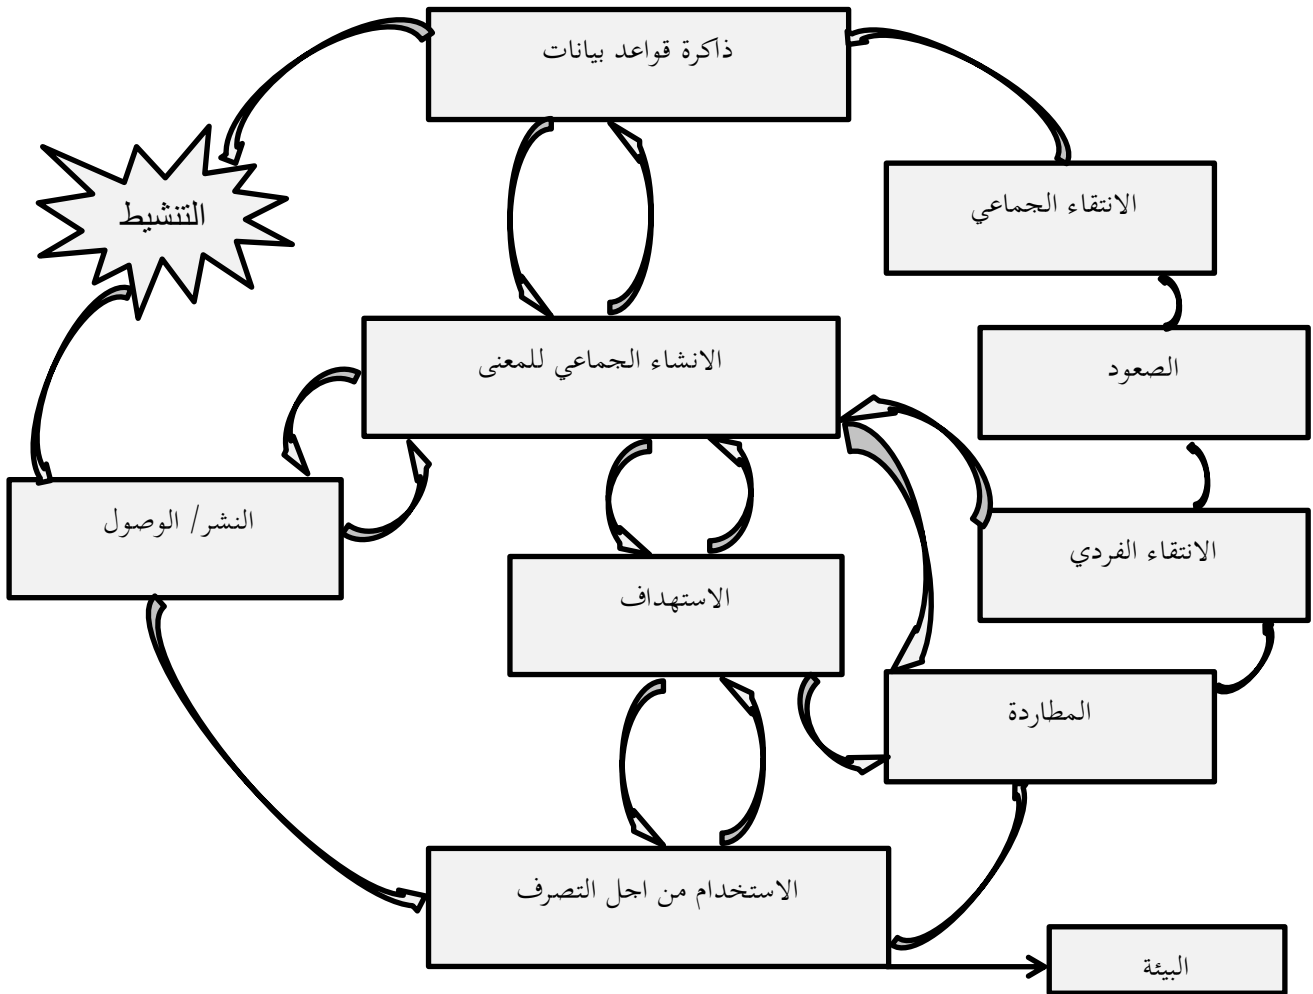 ذاكرة قواعد بيانات
الانتقاء الجماعي
التنشيط
الانشاء الجماعي للمعنى
الصعود
النشر/ الوصول
الانتقاء الفردي
الاستهداف
المطاردة
الاستخدام من اجل التصرف
البيئة